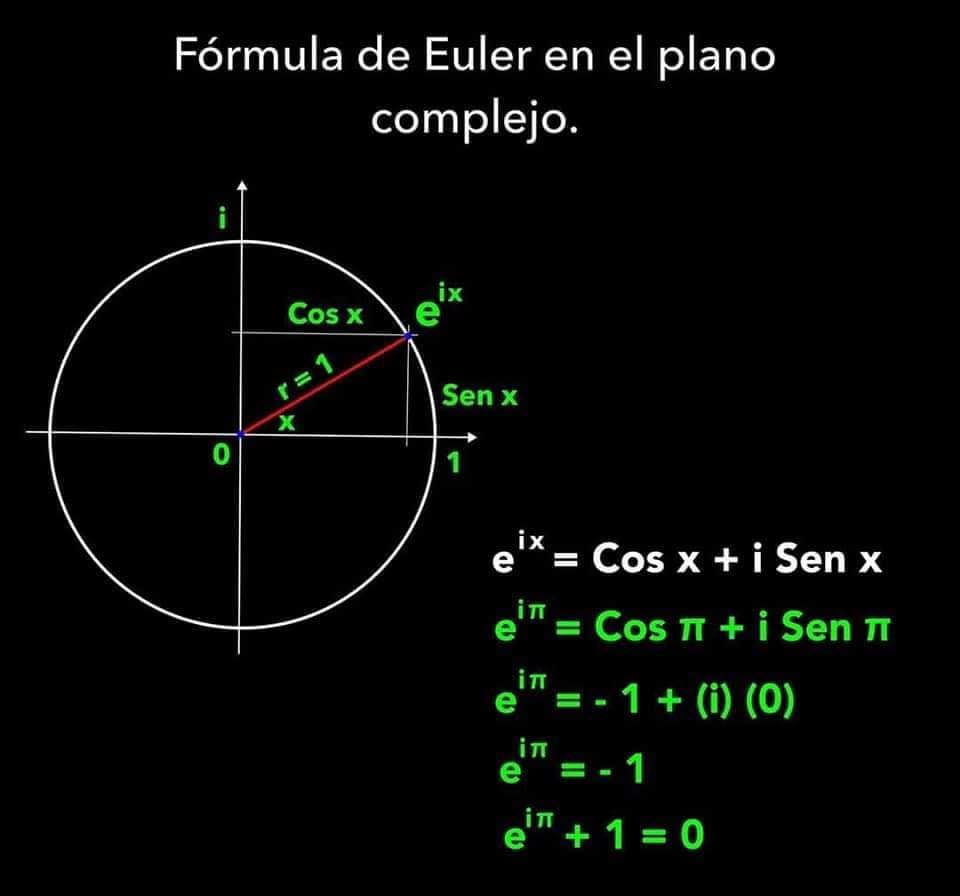 Fórmula de Euler en el plano
complejo.
i
Cos x
e^ix
r = 1
x
Sen x
0
1
e^ix = Cos x + i Sen x
e^iπ = Cos π + i Sen π
e^iπ = - 1 + (i) (0)
e^iπ = - 1
e^iπ + 1 = 0